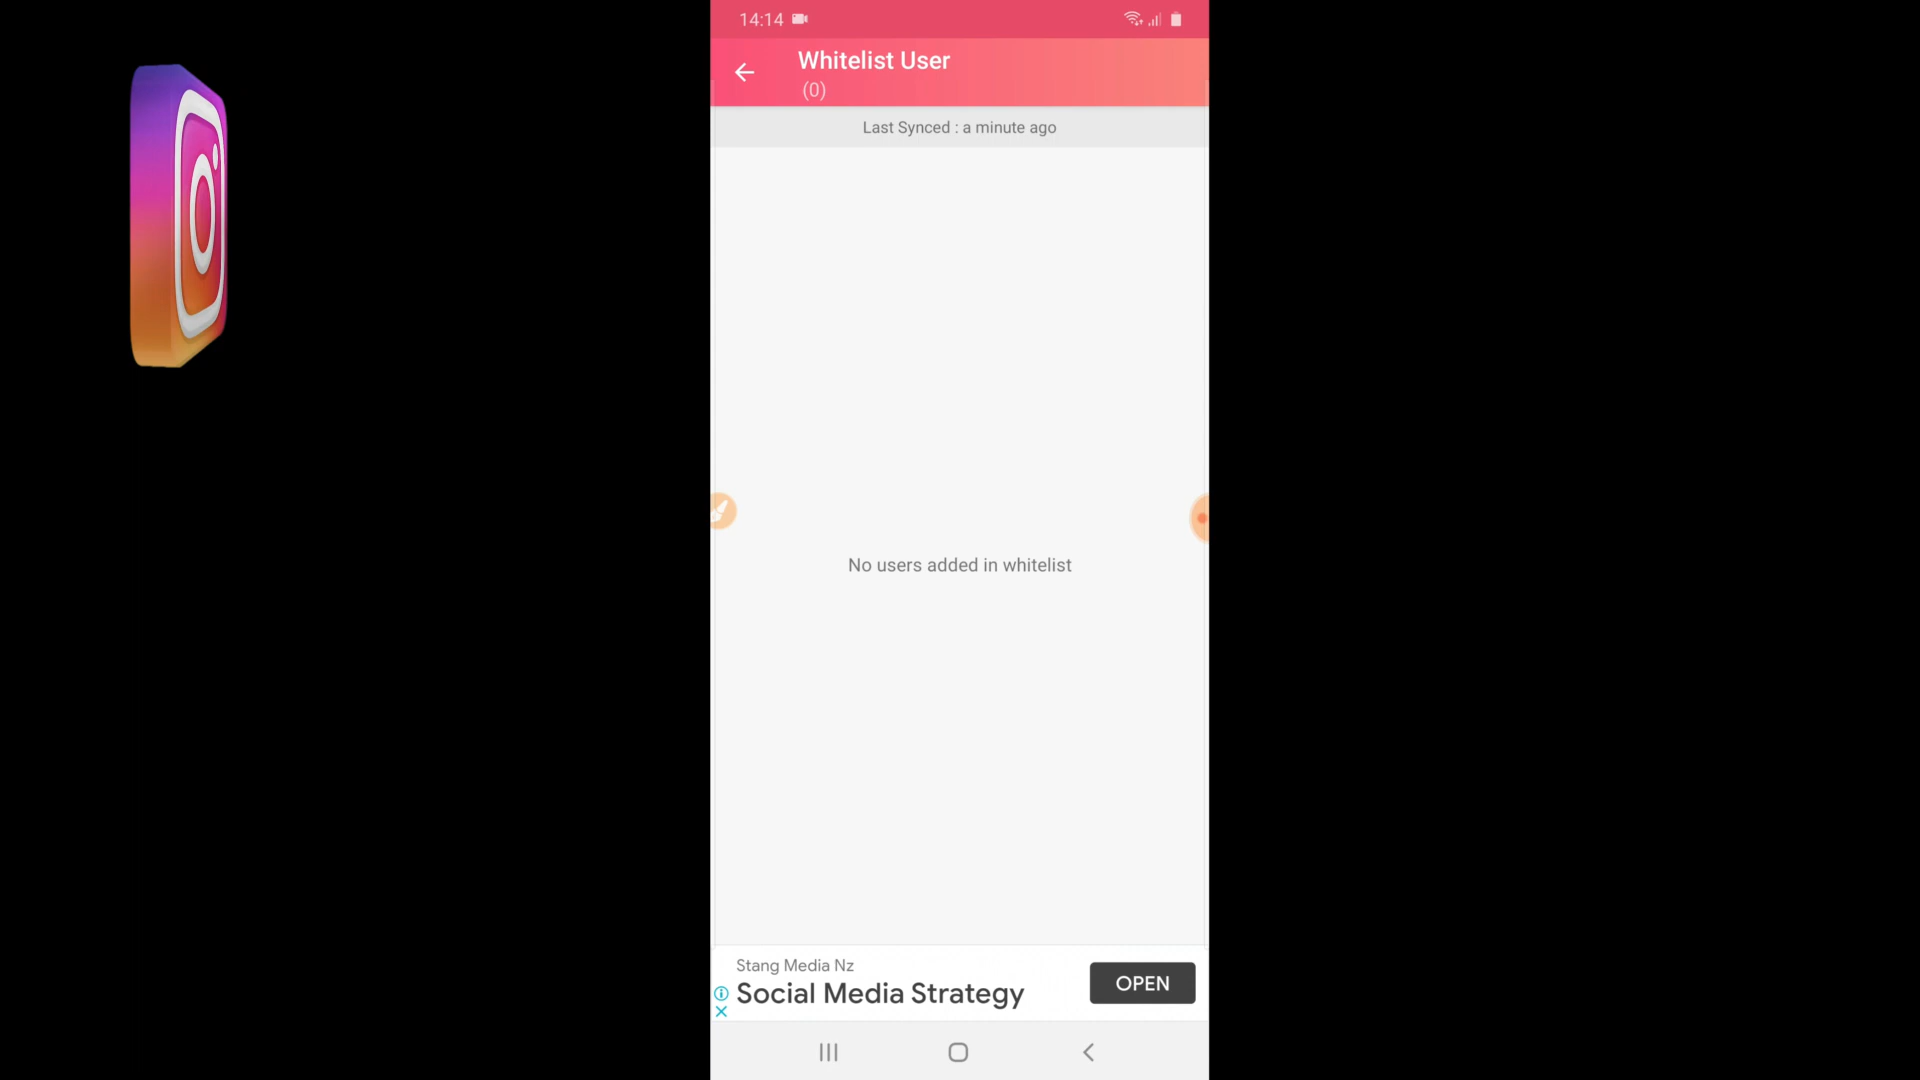 14:14
Whitelist User
(0)
Last Synced : a minute ago
No users added in whitelist
Stang Media Nz
Social Media Strategy
OPEN